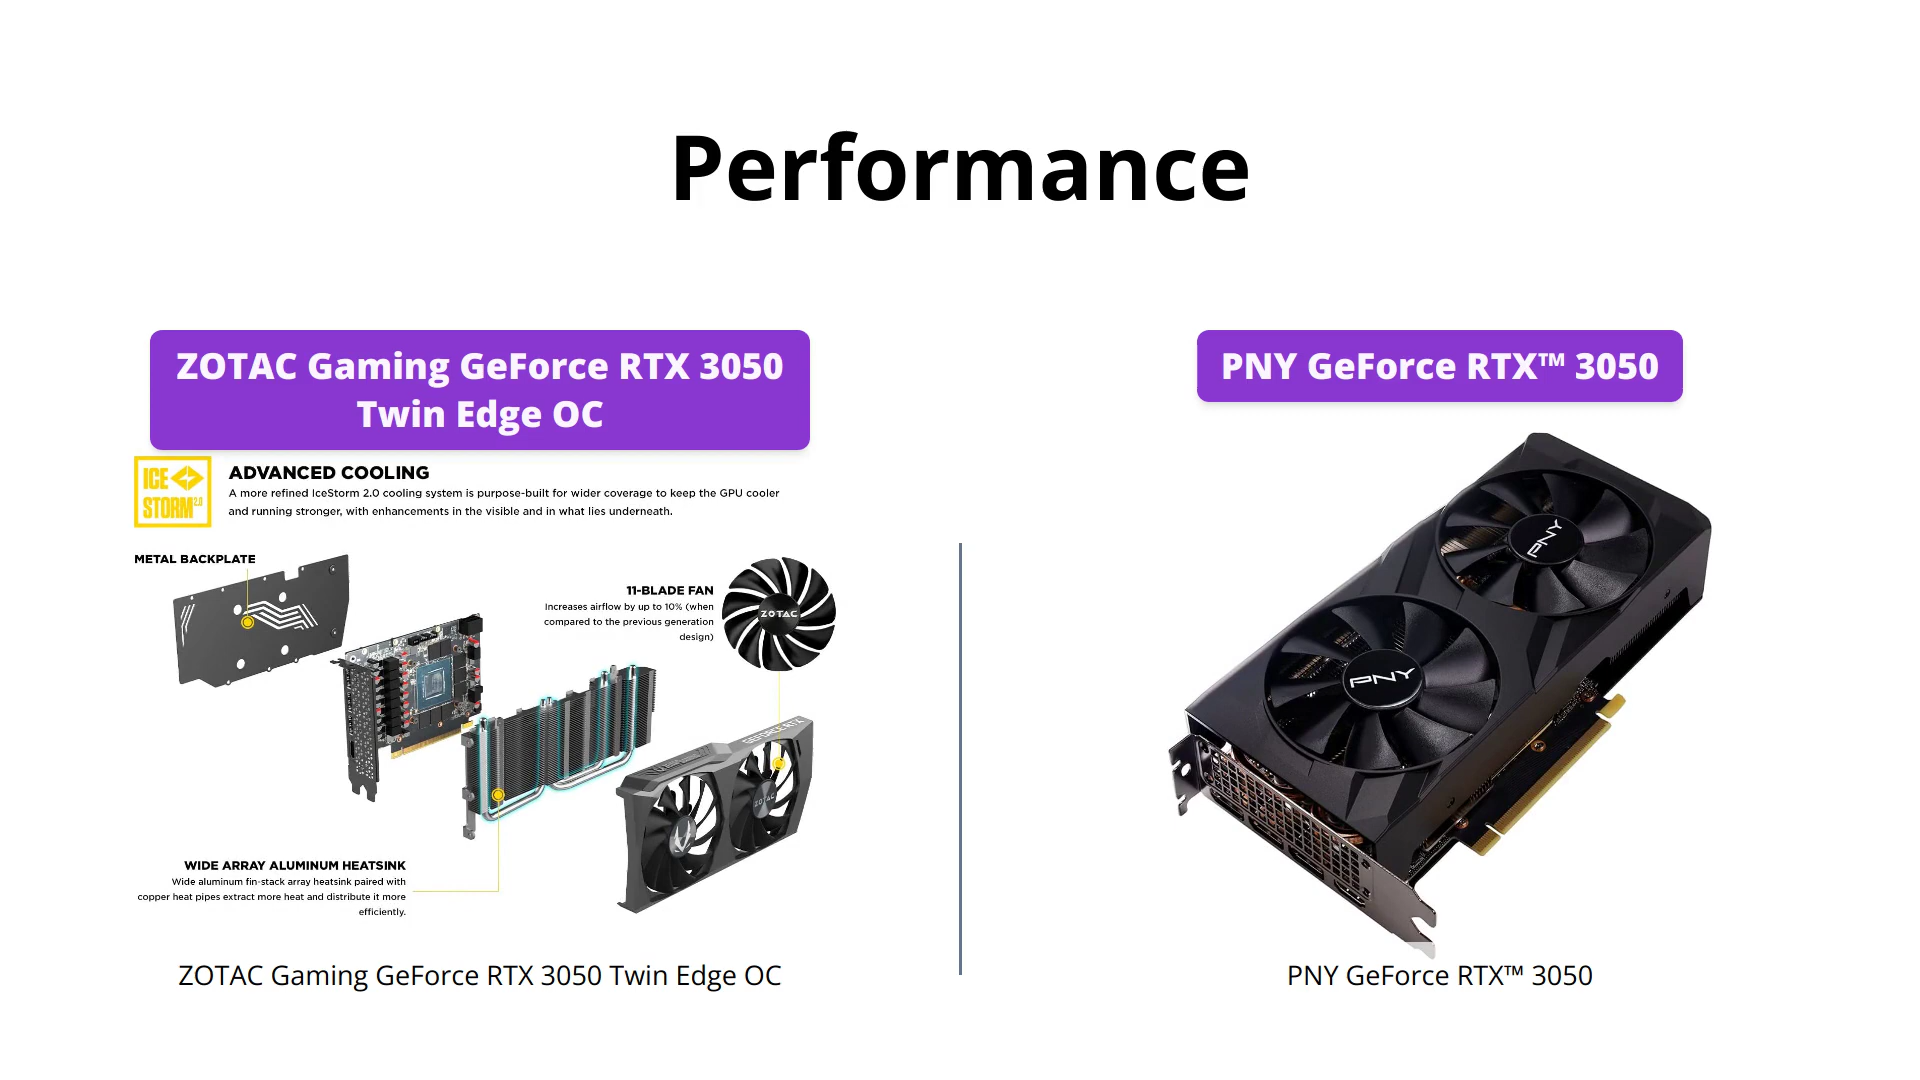 Performance
ZOTAC Gaming GeForce RTX 3050
Twin Edge OC
ICE
STORM2.0
ADVANCED COOLING
A more refined IceStorm 2.0 cooling system is purpose-built for wider coverage to keep the GPU cooler
and running stronger, with enhancements in the visible and in what lies underneath.
METAL BACKPLATE
11-BLADE FAN
Increases airflow by up to 10% (when
compared to the previous generation
design)
ZOTAC
GEFORCE RTX
ZOTAC
WIDE ARRAY ALUMINUM HEATSINK
Wide aluminum fin-stack array heatsink paired with
copper heat pipes extract more heat and distribute it more
efficiently.
ZOTAC Gaming GeForce RTX 3050 Twin Edge OC
PNY GeForce RTX™ 3050
PNY
PNY
PNY GeForce RTX™ 3050